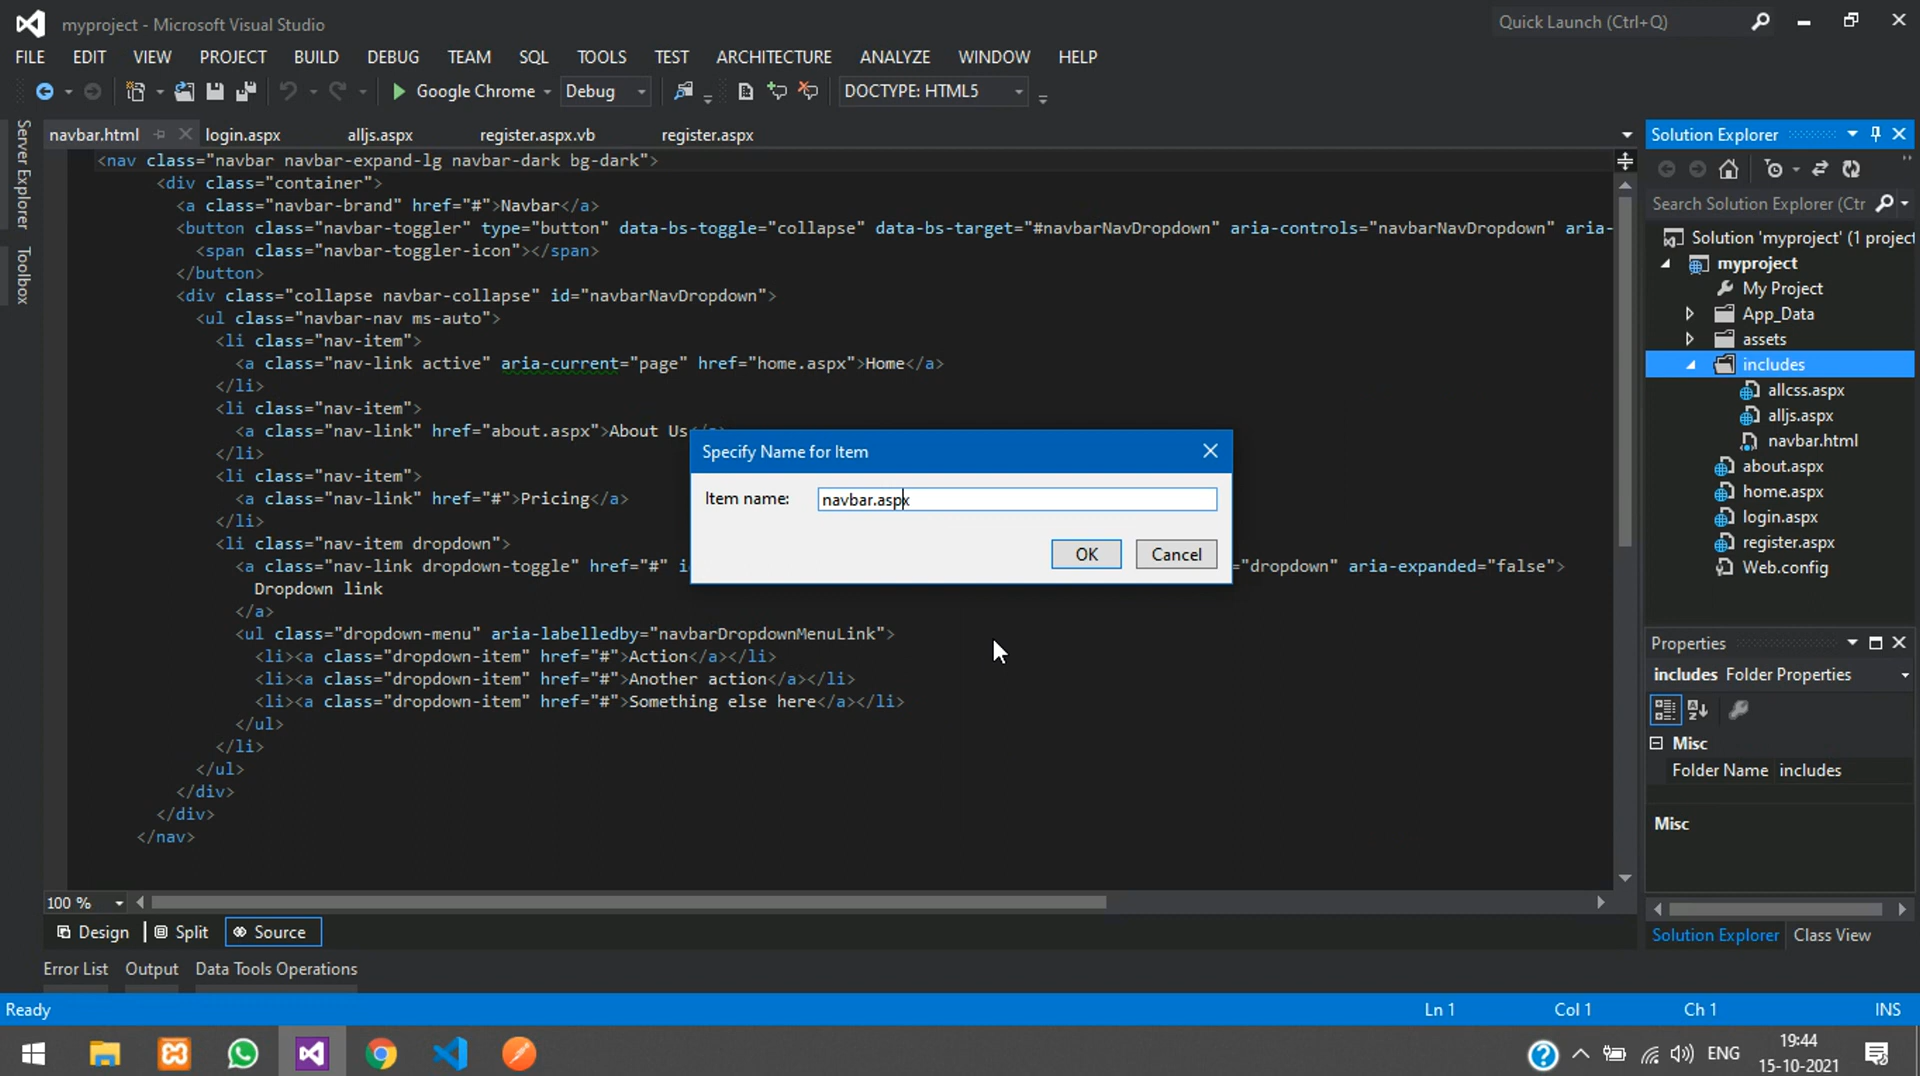 myproject - Microsoft Visual Studio
Quick Launch (Ctrl+Q)
FILE EDIT VIEW PROJECT BUILD DEBUG TEAM SQL TOOLS TEST ARCHITECTURE ANALYZE WINDOW HELP
Google Chrome Debug DOCTYPE: HTML5
Server Explorer
Toolbox
navbar.html login.aspx alljs.aspx register.aspx.vb register.aspx
<nav class="navbar navbar-expand-lg navbar-dark bg-dark">
<div class="container">
<a class="navbar-brand" href="#">Navbar</a>
<button class="navbar-toggler" type="button" data-bs-toggle="collapse" data-bs-target="#navbarNavDropdown" aria-controls="navbarNavDropdown" aria-
<span class="navbar-toggler-icon"></span>
</button>
<div class="collapse navbar-collapse" id="navbarNavDropdown">
<ul class="navbar-nav ms-auto">
<li class="nav-item">
<a class="nav-link active" aria-current="page" href="home.aspx">Home</a>
</li>
<li class="nav-item">
<a class="nav-link" href="about.aspx">About Us</a>
</li>
<li class="nav-item">
<a class="nav-link" href="#">Pricing</a>
</li>
<li class="nav-item dropdown">
<a class="nav-link dropdown-toggle" href="#" i ="dropdown" aria-expanded="false">
Dropdown link
</a>
<ul class="dropdown-menu" aria-labelledby="navbarDropdownMenuLink">
<li><a class="dropdown-item" href="#">Action</a></li>
<li><a class="dropdown-item" href="#">Another action</a></li>
<li><a class="dropdown-item" href="#">Something else here</a></li>
</ul>
</li>
</ul>
</div>
</div>
</nav>
Specify Name for Item
Item name: navbar.aspx
OK Cancel
100 %
Design Split Source
Error List Output Data Tools Operations
Solution Explorer
Search Solution Explorer (Ctr
Solution 'myproject' (1 project
myproject
My Project
App_Data
assets
includes
allcss.aspx
alljs.aspx
navbar.html
about.aspx
home.aspx
login.aspx
register.aspx
Web.config
Properties
includes Folder Properties
Misc
Folder Name includes
Misc
Solution Explorer Class View
Ready Ln 1 Col 1 Ch 1 INS
ENG
19:44
15-10-2021